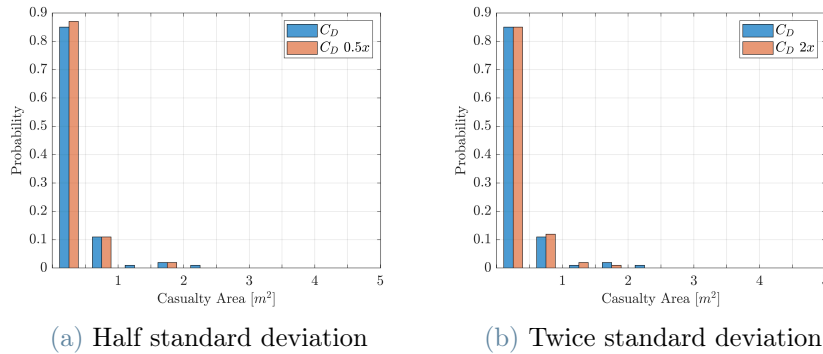 0.9
0.8
0.7
0.6
0.5
0.4
0.3
0.2
0.1
0
Probability
1
2
3
4
5
Casualty Area [m²]
C_D
C_D 0.5x
(a) Half standard deviation
0.9
0.8
0.7
0.6
0.5
0.4
0.3
0.2
0.1
0
Probability
1
2
3
4
Casualty Area [m²]
C_D
C_D 2x
(b) Twice standard deviation